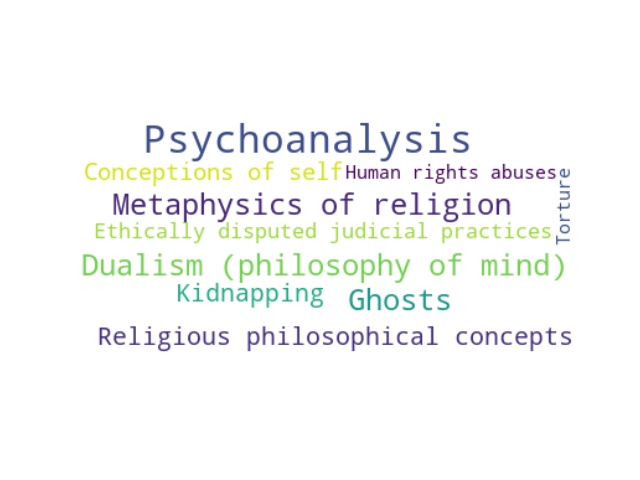 Psychoanalysis
Conceptions of self
Human rights abuses
Torture
Metaphysics of religion
Ethically disputed judicial practices
Dualism (philosophy of mind)
Kidnapping
Ghosts
Religious philosophical concepts